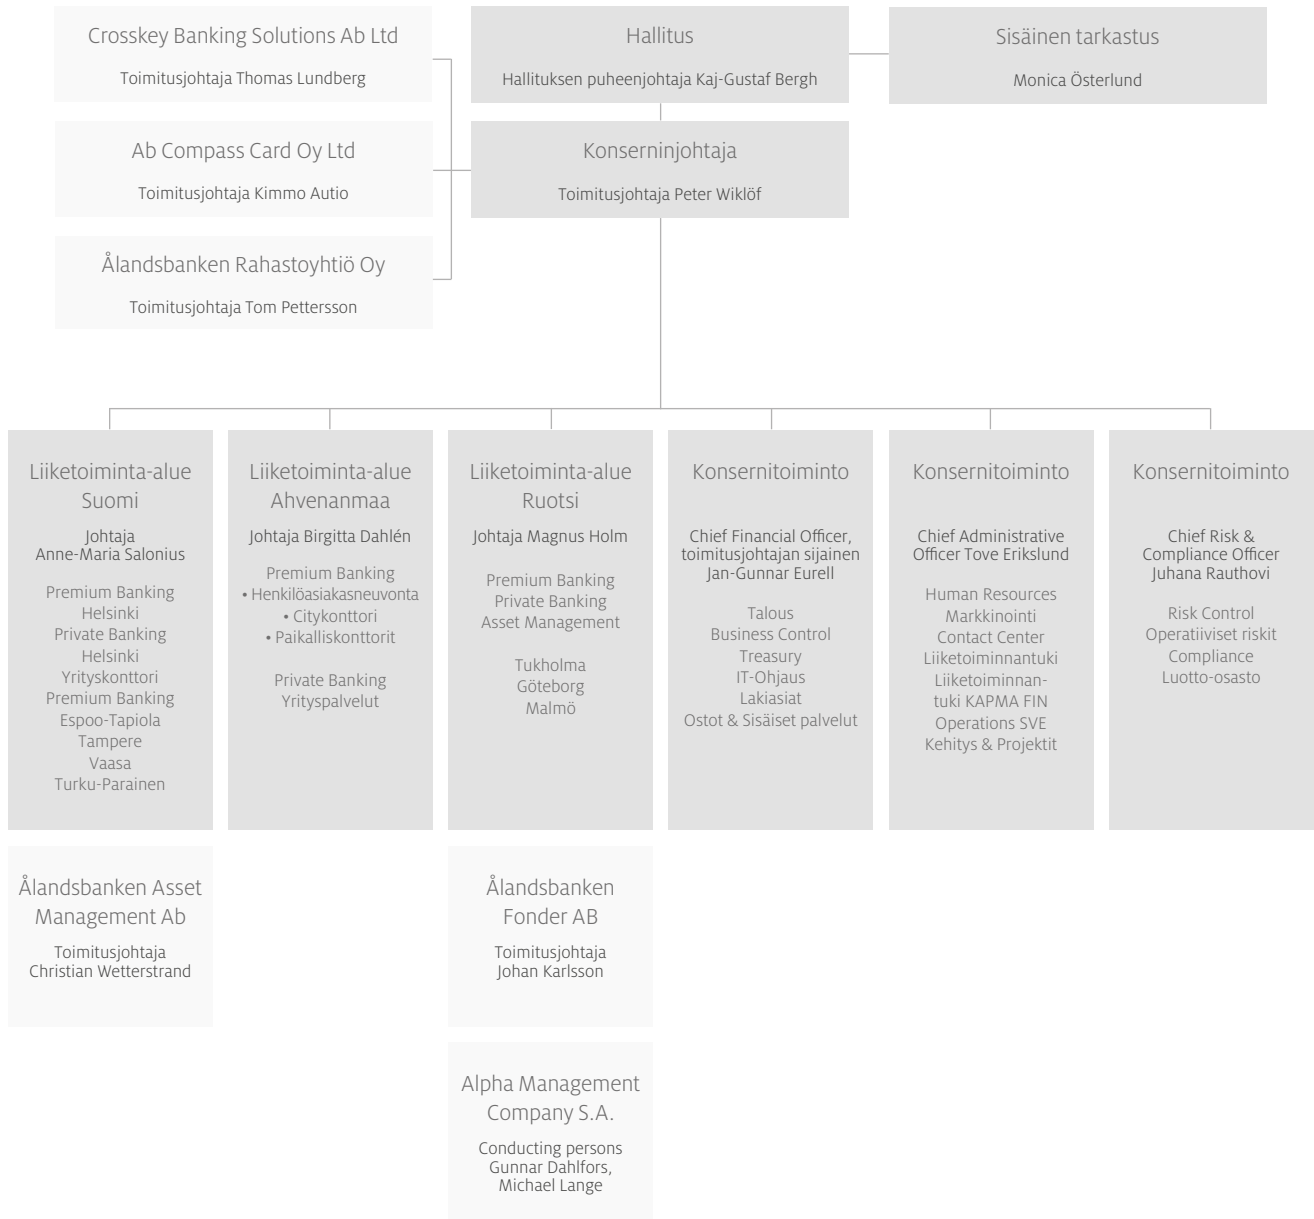 Crosskey Banking Solutions Ab Ltd
Toimitusjohtaja Thomas Lundberg
Hallitus
Hallituksen puheenjohtaja Kaj-Gustaf Bergh
Sisäinen tarkastus
Monica Österlund
Ab Compass Card Oy Ltd
Toimitusjohtaja Kimmo Autio
Konserninjohtaja
Toimitusjohtaja Peter Wiklöf
Ålandsbanken Rahastoyhtiö Oy
Toimitusjohtaja Tom Pettersson
Liiketoiminta-alue
Suomi
Johtaja
Anne-Maria Salonius
Premium Banking
Helsinki
Private Banking
Helsinki
Yrityskonttori
Premium Banking
Espoo-Tapiola
Tampere
Vaasa
Turku-Parainen
Liiketoiminta-alue
Ahvenanmaa
Johtaja Birgitta Dahlén
Premium Banking
• Henkilöasiakasneuvonta
• Citykonttori
• Paikalliskonttorit
Private Banking
Yrityspalvelut
Liiketoiminta-alue
Ruotsi
Johtaja Magnus Holm
Premium Banking
Private Banking
Asset Management
Tukholma
Göteborg
Malmö
Konsernitoiminto
Chief Financial Officer,
toimitusjohtajan sijainen
Jan-Gunnar Eurell
Talous
Business Control
Treasury
IT-Ohjaus
Lakiasiat
Ostot & Sisäiset palvelut
Konsernitoiminto
Chief Administrative
Officer Tove Erikslund
Human Resources
Markkinointi
Contact Center
Liiketoiminnantuki
Liiketoiminnan-
tuki KAPMA FIN
Operations SVE
Kehitys & Projektit
Konsernitoiminto
Chief Risk &
Compliance Officer
Juhana Rauthovi
Risk Control
Operatiiviset riskit
Compliance
Luotto-osasto
Ålandsbanken Asset
Management Ab
Toimitusjohtaja
Christian Wetterstrand
Ålandsbanken
Fonder AB
Toimitusjohtaja
Johan Karlsson
Alpha Management
Company S.A.
Conducting persons
Gunnar Dahlfors,
Michael Lange